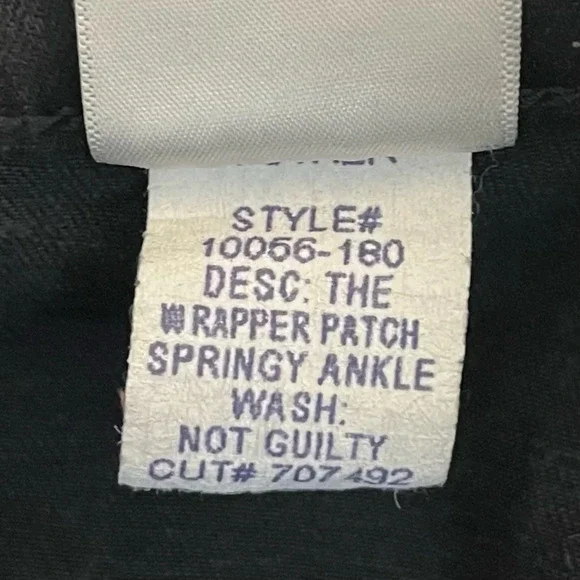 STYLE#
10056-180
DESC: THE
WRAPPER PATCH
SPRINGY ANKLE
WASH:
NOT GUILTY
CUT# 707492